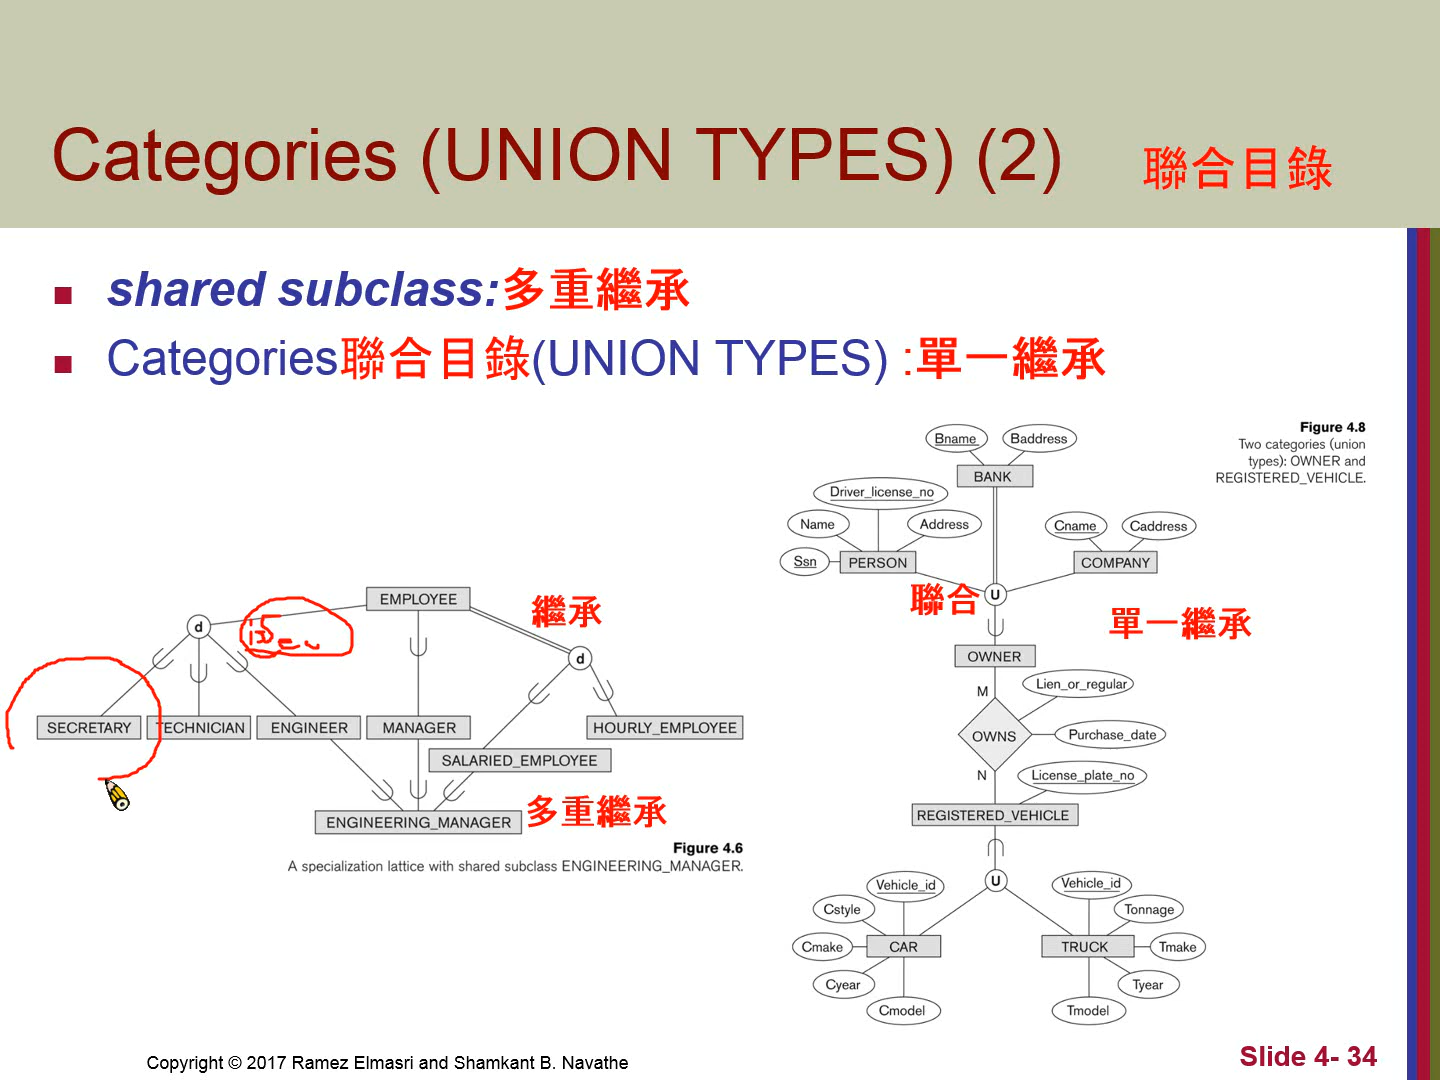 Categories (UNION TYPES) (2)
聯合目錄
shared subclass:多重繼承
Categories聯合目錄(UNION TYPES) :單一繼承
Figure 4.8
Two categories (union
types): OWNER and
REGISTERED_VEHICLE.
Bname
Baddress
BANK
Driver_license_no
Name
Address
Cname
Caddress
Ssn
PERSON
COMPANY
聯合
U
單一繼承
OWNER
M
Lien_or_regular
OWNS
Purchase_date
N
License_plate_no
REGISTERED_VEHICLE
U
Vehicle_id
Vehicle_id
Cstyle
Tonnage
Cmake
CAR
TRUCK
Tmake
Cyear
Tyear
Cmodel
Tmodel
EMPLOYEE
繼承
d
d
SECRETARY
TECHNICIAN
ENGINEER
MANAGER
HOURLY_EMPLOYEE
SALARIED_EMPLOYEE
ENGINEERING_MANAGER
多重繼承
Figure 4.6
A specialization lattice with shared subclass ENGINEERING_MANAGER.
Copyright © 2017 Ramez Elmasri and Shamkant B. Navathe
Slide 4- 34